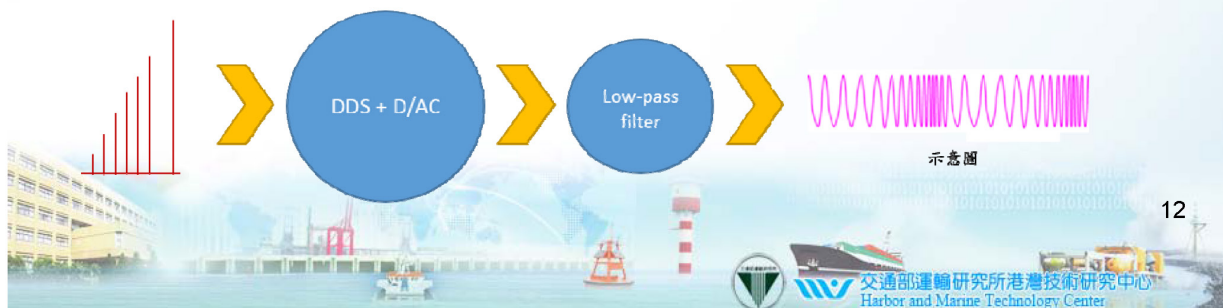 DDS + D/AC
Low-pass
filter
示意圖
12
交通部運輸研究所港灣技術研究中心
Harbor and Marine Technology Center